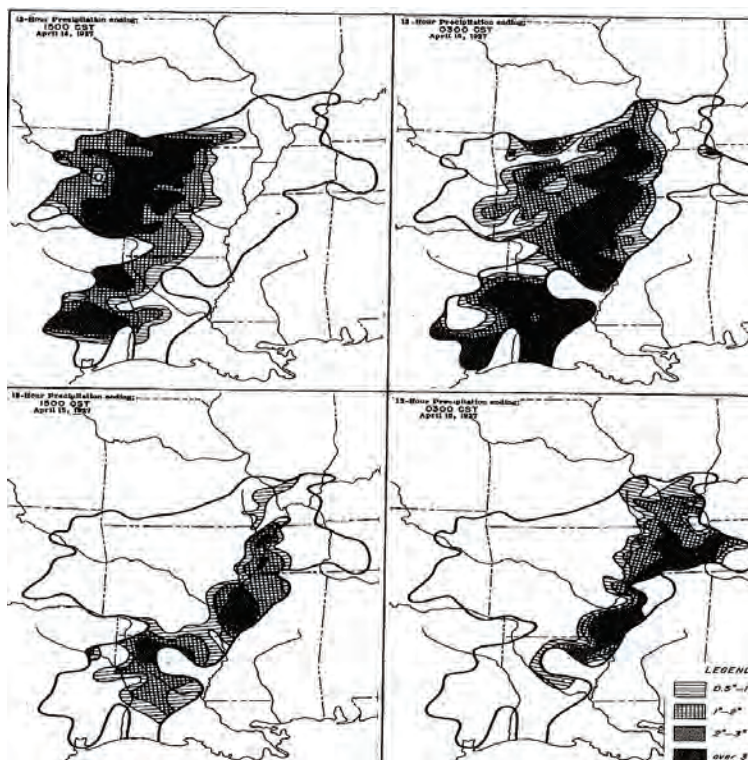 12-Hour Precipitation ending;
1500 CST
April 14, 1927
12-Hour Precipitation ending;
0300 CST
April 15, 1927
12-Hour Precipitation ending;
1500 CST
April 15, 1927
12-Hour Precipitation ending;
0300 CST
April 16, 1927
LEGEND
0.5"-1
1"-2"
2"-3"
over 3